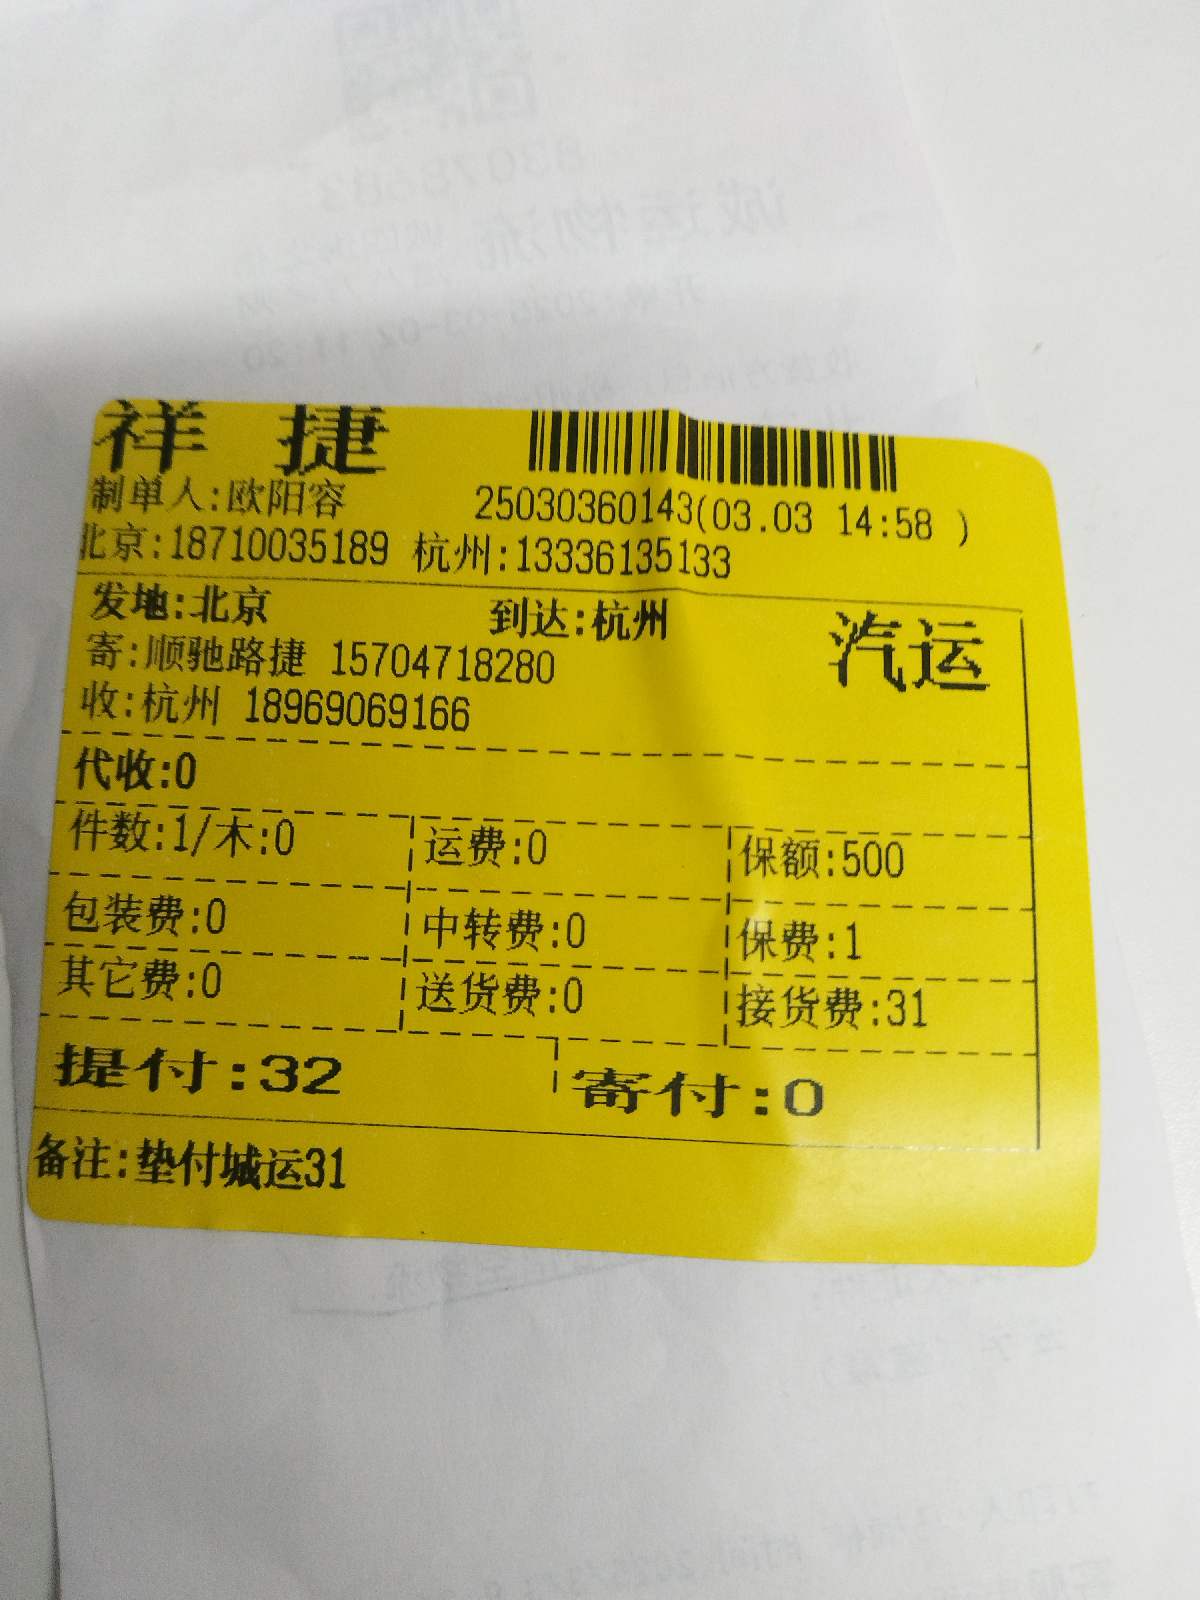 祥 捷
制单人:欧阳容 25030360143(03.03 14:58 )
北京:18710035189 杭州:13336135133
发地:北京 到达:杭州 汽运
寄:顺驰路捷 15704718280
收:杭州 18969069166
代收:0
件数:1/木:0 运费:0 保额:500
包装费:0 中转费:0 保费:1
其它费:0 送货费:0 接货费:31
提付:32 寄付:0
备注:垫付城运31